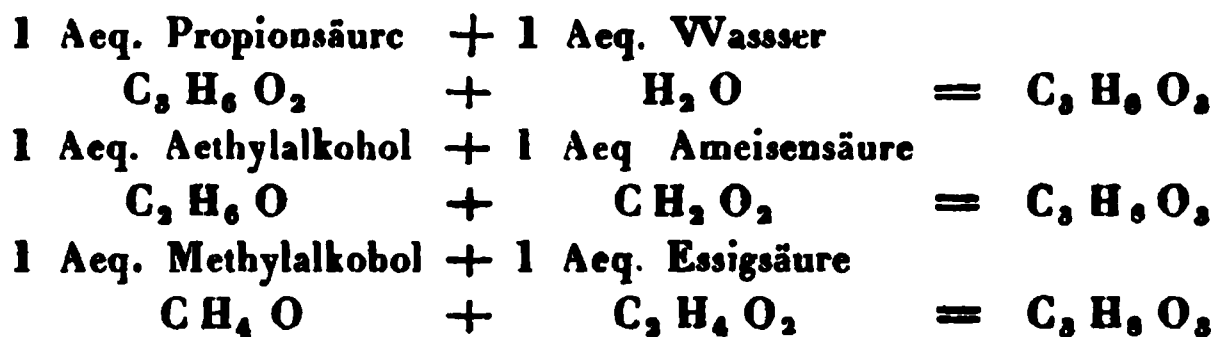 1 Aeq. Propionsäure + 1 Aeq. Wassser
C₃ H₆ O₂ + H₂ O = C₃ H₈ O₃
1 Aeq. Aethylalkohol + 1 Aeq Ameisensäure
C₂ H₆ O + C H₂ O₂ = C₃ H₈ O₃
1 Aeq. Methylalkohol + 1 Aeq. Essigsäure
C H₄ O + C₂ H₄ O₂ = C₃ H₈ O₃